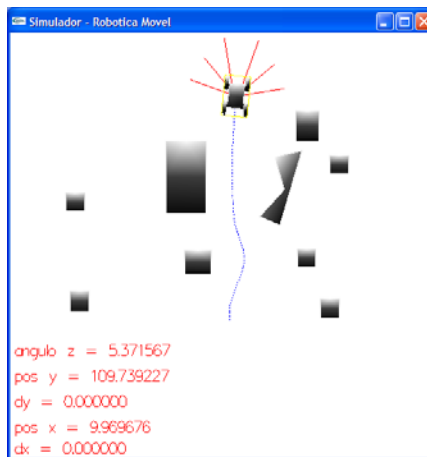 Simulador - Robotica Movel
angulo z = 5.371567
pos y = 109.739227
dy = 0.000000
pos x = 9.969676
dx = 0.000000